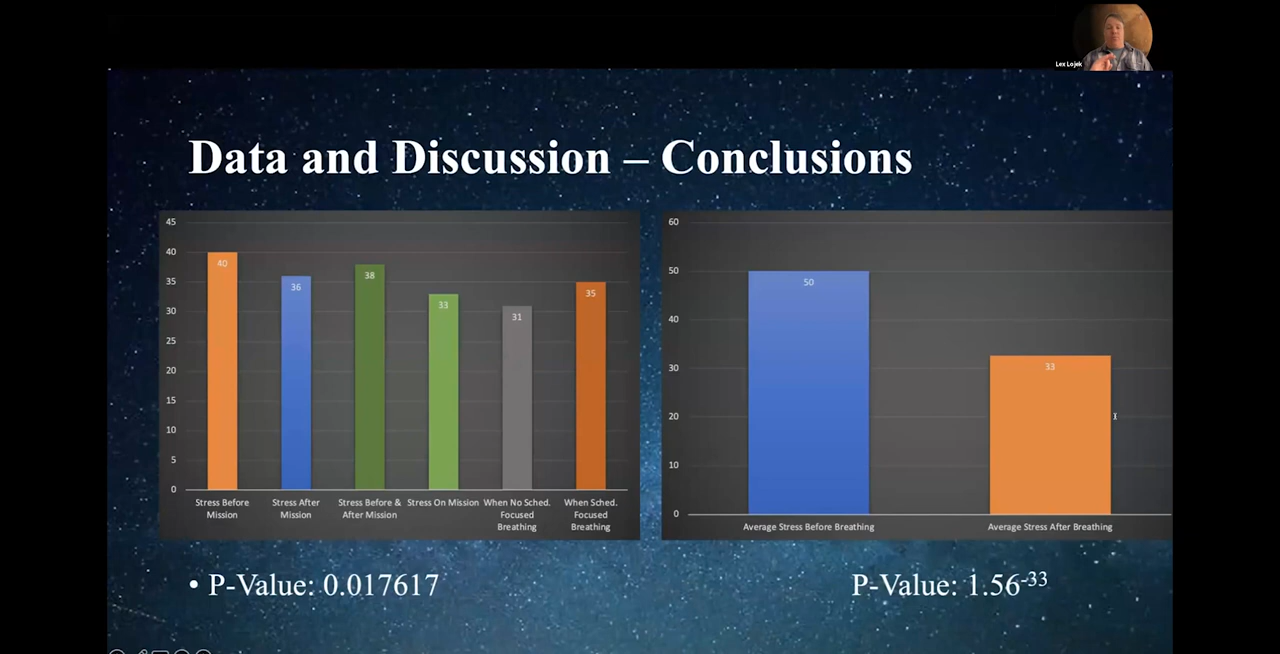 Lex Lojek
Data and Discussion – Conclusions
45
40
35
30
25
20
15
10
5
0
40
36
38
33
31
35
Stress Before
Mission
Stress After
Mission
Stress Before &
After Mission
Stress On Mission
When No Sched.
Focused
Breathing
When Sched.
Focused
Breathing
60
50
40
30
20
10
0
50
33
Average Stress Before Breathing
Average Stress After Breathing
• P-Value: 0.017617
P-Value: 1.56⁻³³